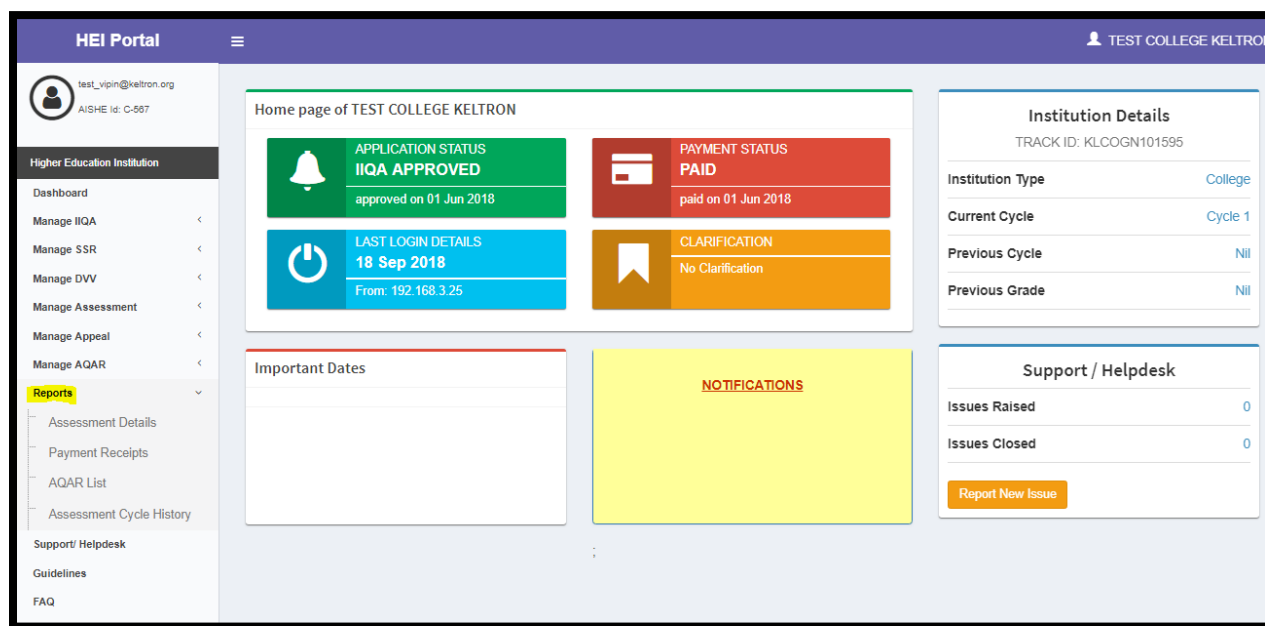 HEI Portal
TEST COLLEGE KELTRON
test_vipin@keltron.org
AISHE Id: C-567
Higher Education Institution
Dashboard
Manage IIQA
Manage SSR
Manage DVV
Manage Assessment
Manage Appeal
Manage AQAR
Reports
Assessment Details
Payment Receipts
AQAR List
Assessment Cycle History
Support/ Helpdesk
Guidelines
FAQ
Home page of TEST COLLEGE KELTRON
APPLICATION STATUS
IIQA APPROVED
approved on 01 Jun 2018
PAYMENT STATUS
PAID
paid on 01 Jun 2018
LAST LOGIN DETAILS
18 Sep 2018
From: 192.168.3.25
CLARIFICATION
No Clarification
Important Dates
NOTIFICATIONS
;
Institution Details
TRACK ID: KLCOGN101595
Institution Type College
Current Cycle Cycle 1
Previous Cycle Nil
Previous Grade Nil
Support / Helpdesk
Issues Raised 0
Issues Closed 0
Report New Issue